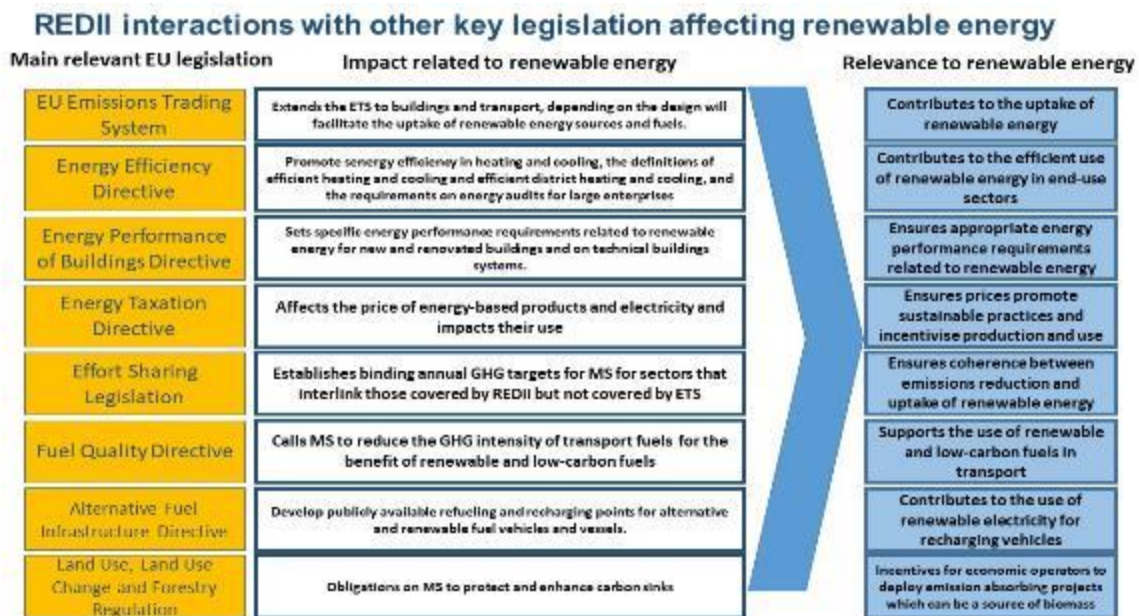 REDII interactions with other key legislation affecting renewable energy
Main relevant EU legislation
Impact related to renewable energy
Relevance to renewable energy
EU Emissions Trading
System
Extends the ETS to buildings and transport, depending on the design will
facilitate the uptake of renewable energy sources and fuels.
Contributes to the uptake of
renewable energy
Energy Efficiency
Directive
Promote senergy efficiency in heating and cooling, the definitions of
efficient heating and cooling and efficient district heating and cooling, and
the requirements on energy audits for large enterprises
Contributes to the efficient use
of renewable energy in end-use
sectors
Energy Performance
of Buildings Directive
Sets specific energy performance requirements related to renewable
energy for new and renovated buildings and on technical buildings
systems.
Ensures appropriate energy
performance requirements
related to renewable energy
Energy Taxation
Directive
Affects the price of energy-based products and electricity and
impacts their use
Ensures prices promote
sustainable practices and
incentivise production and use
Effort Sharing
Legislation
Establishes binding annual GHG targets for MS for sectors that
interlink those covered by REDII but not covered by ETS
Ensures coherence between
emissions reduction and
uptake of renewable energy
Fuel Quality Directive
Calls MS to reduce the GHG intensity of transport fuels for the
benefit of renewable and low-carbon fuels
Supports the use of renewable
and low-carbon fuels in
transport
Alternative Fuel
Infrastructure Directive
Develop publicly available refueling and recharging points for alternative
and renewable fuel vehicles and vessels.
Contributes to the use of
renewable electricity for
recharging vehicles
Land Use, Land Use
Change and Forestry
Regulation
Obligations on MS to protect and enhance carbon sinks
Incentives for economic operators to
deploy emission absorbing projects
which can be a source of biomass